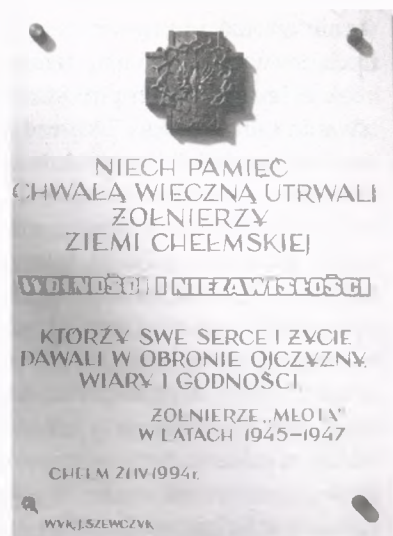 NIECH PAMIĘĆ
CHWAŁĄ WIECZNĄ UTRWALI
ŻOŁNIERZY
ZIEMI CHEŁMSKIEJ
WOLNOŚCI I NIEZAWISŁOŚCI
KTÓRZY SWE SERCE I ŻYCIE
DAWALI W OBRONIE OJCZYZNY,
WIARY I GODNOŚCI.
ŻOŁNIERZE „MŁOTA"
W LATACH 1945–1947
CHEŁM 21 IV 1994r.
WYK. J. SZEWCZYK